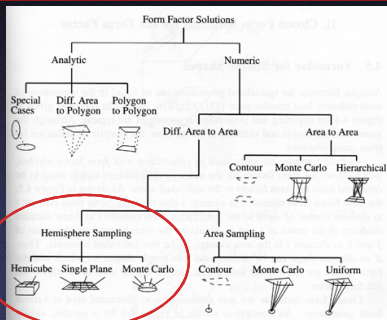 Form Factor Solutions
Analytic
Numeric
Special Cases
Diff. Area to Polygon
Polygon to Polygon
Diff. Area to Area
Area to Area
Contour Monte Carlo Hierarchical
Hemisphere Sampling
Area Sampling
Hemicube Single Plane Monte Carlo
Contour Monte Carlo Uniform